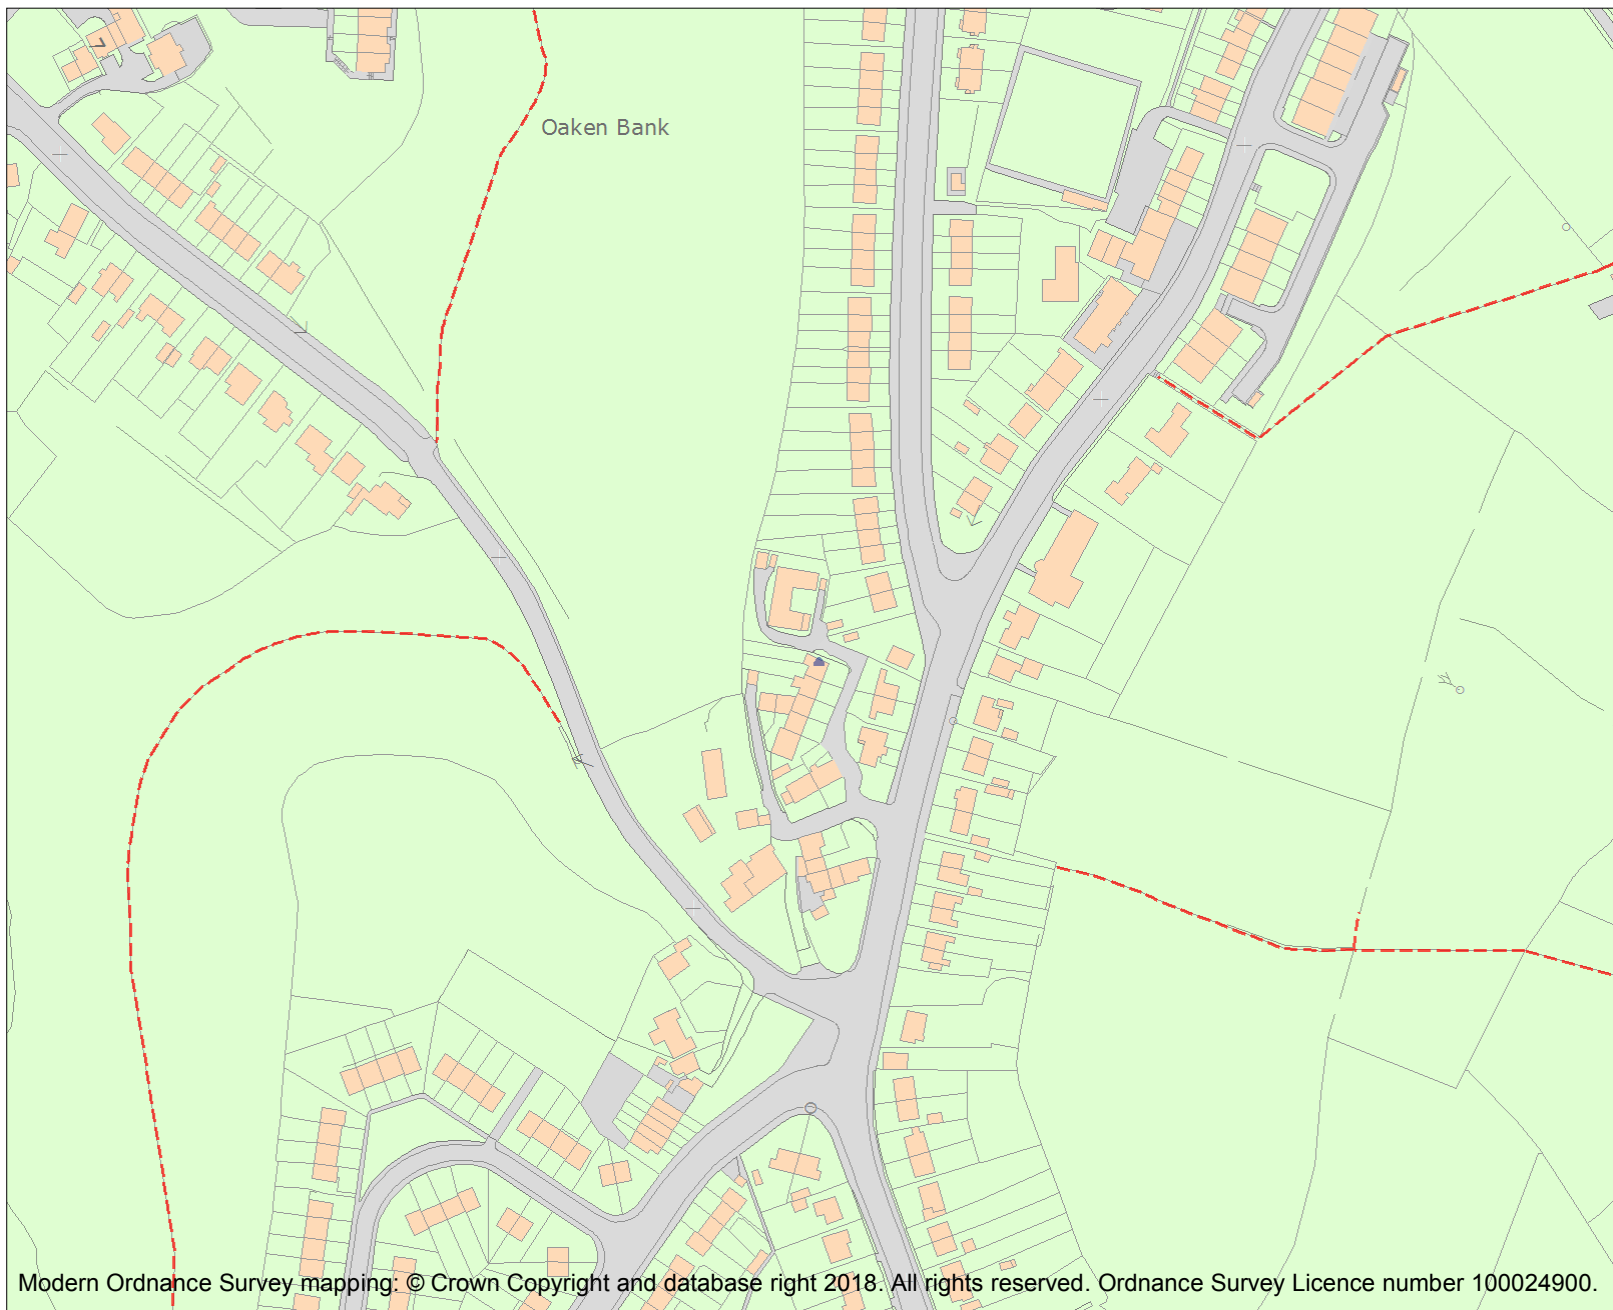 Oaken Bank
Modern Ordnance Survey mapping: © Crown Copyright and database right 2018. All rights reserved. Ordnance Survey Licence number 100024900.